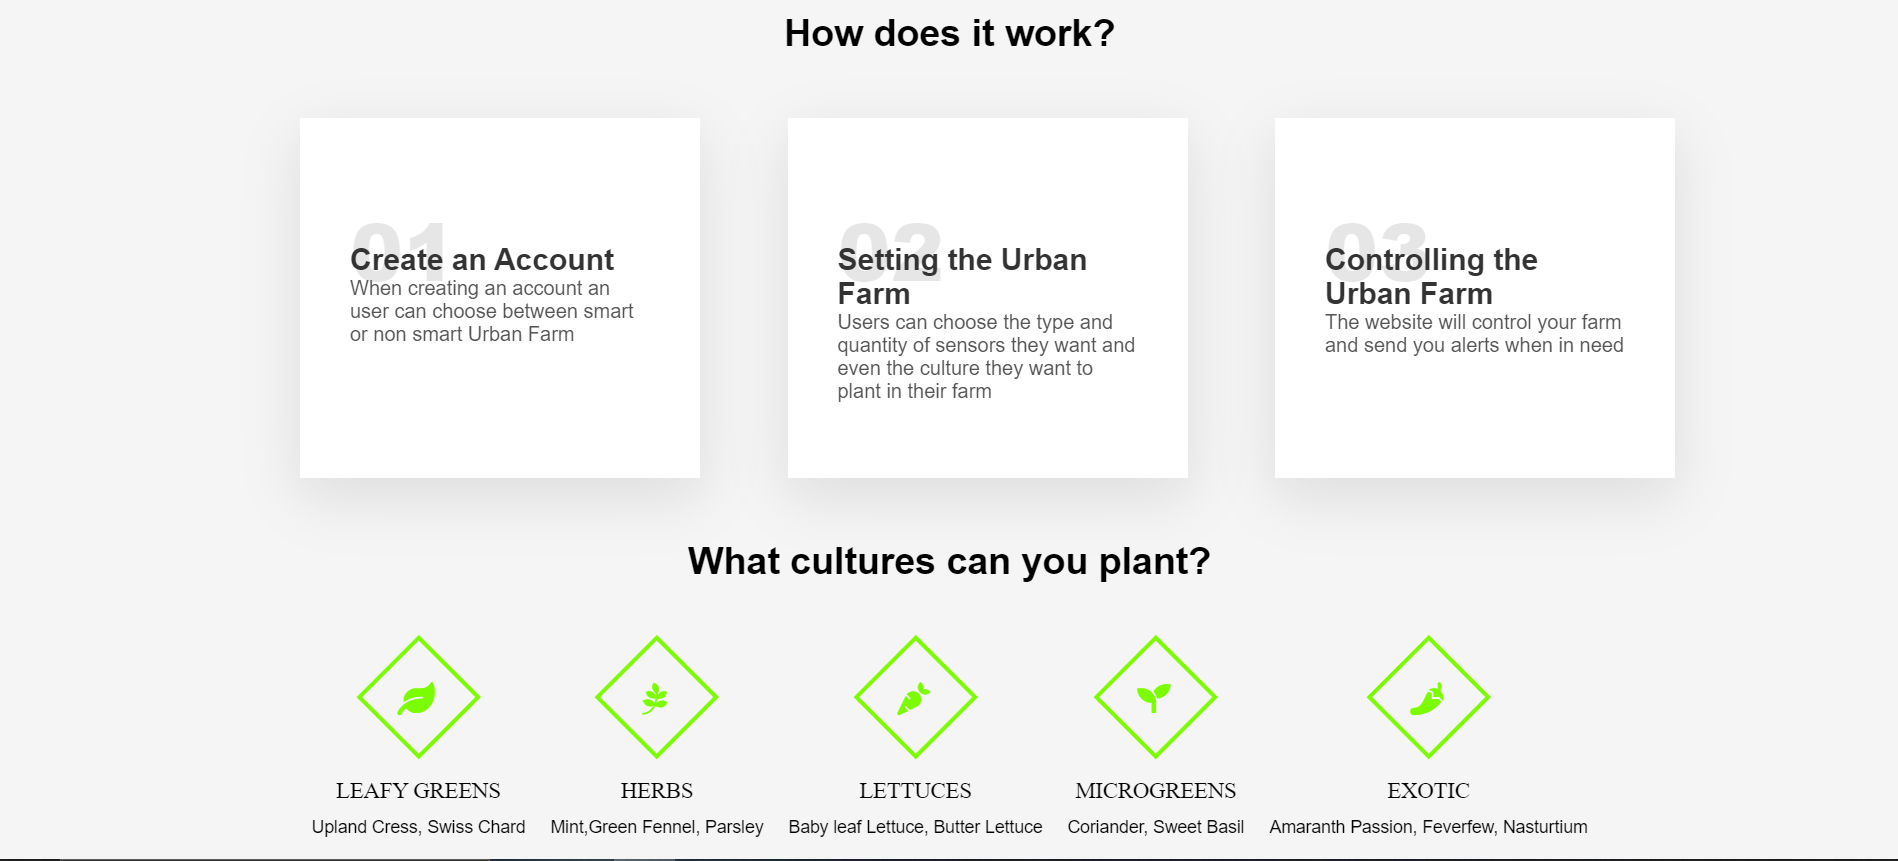 How does it work?
01
Create an Account
When creating an account an
user can choose between smart
or non smart Urban Farm
02
Setting the Urban
Farm
Users can choose the type and
quantity of sensors they want and
even the culture they want to
plant in their farm
03
Controlling the
Urban Farm
The website will control your farm
and send you alerts when in need
What cultures can you plant?
LEAFY GREENS
Upland Cress, Swiss Chard
HERBS
Mint,Green Fennel, Parsley
LETTUCES
Baby leaf Lettuce, Butter Lettuce
MICROGREENS
Coriander, Sweet Basil
EXOTIC
Amaranth Passion, Feverfew, Nasturtium